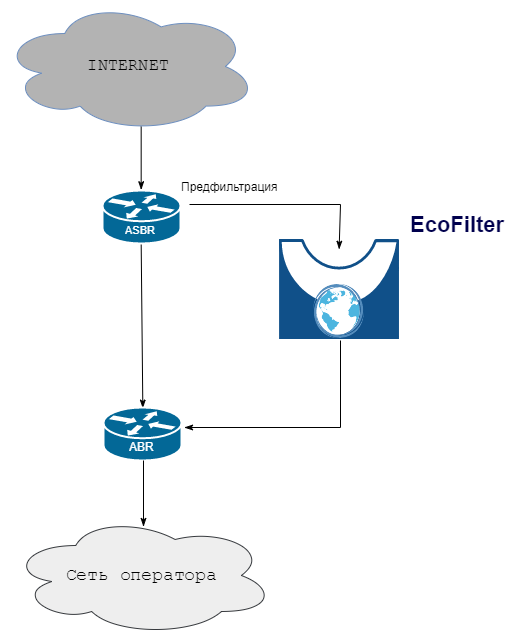 INTERNET
Предфильтрация
EcoFilter
ASBR
ABR
Сеть оператора